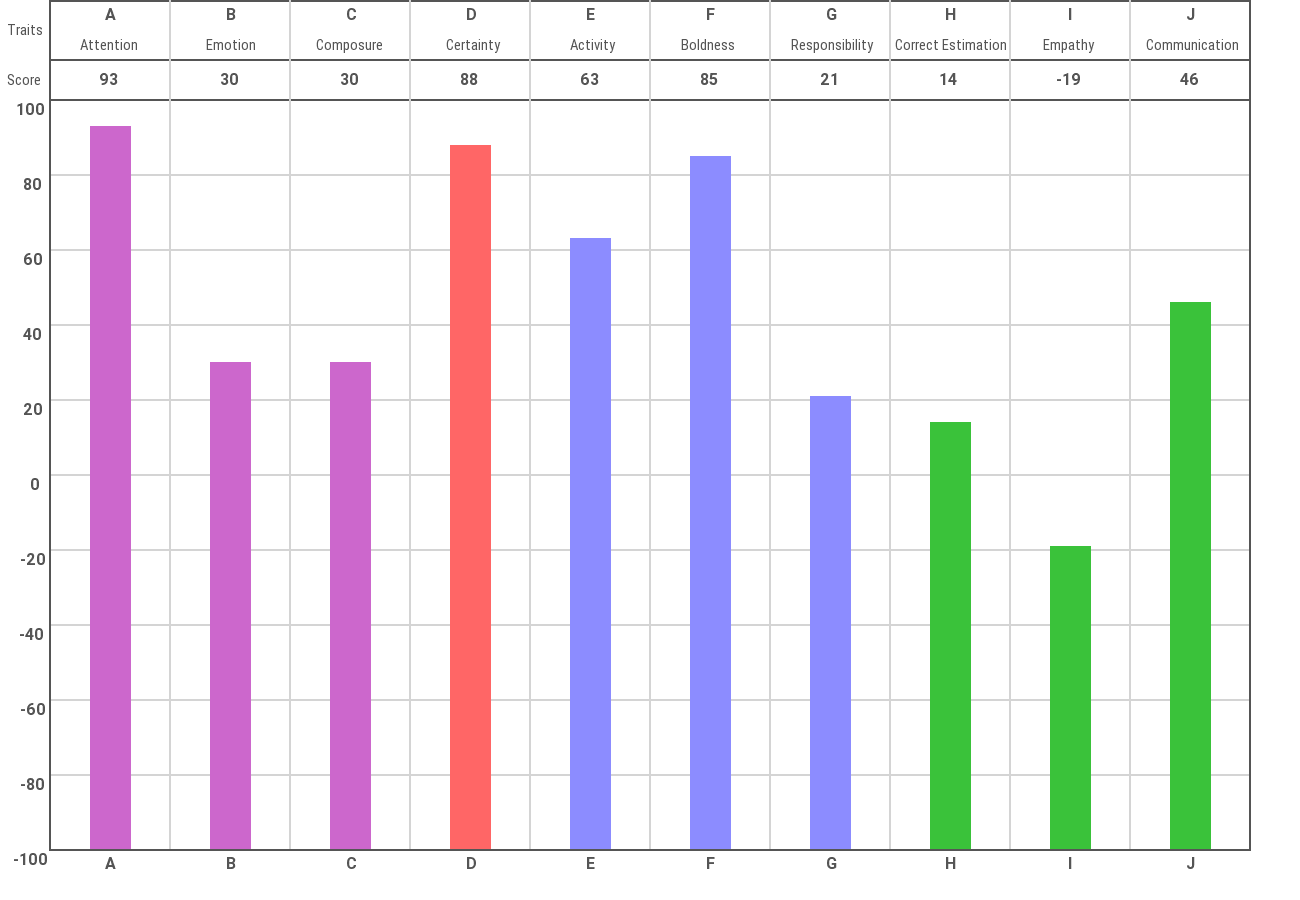 Traits A B C D E F G H I J
Attention Emotion Composure Certainty Activity Boldness Responsibility Correct Estimation Empathy Communication
Score 93 30 30 88 63 85 21 14 -19 46
100
80
60
40
20
0
-20
-40
-60
-80
-100
A B C D E F G H I J